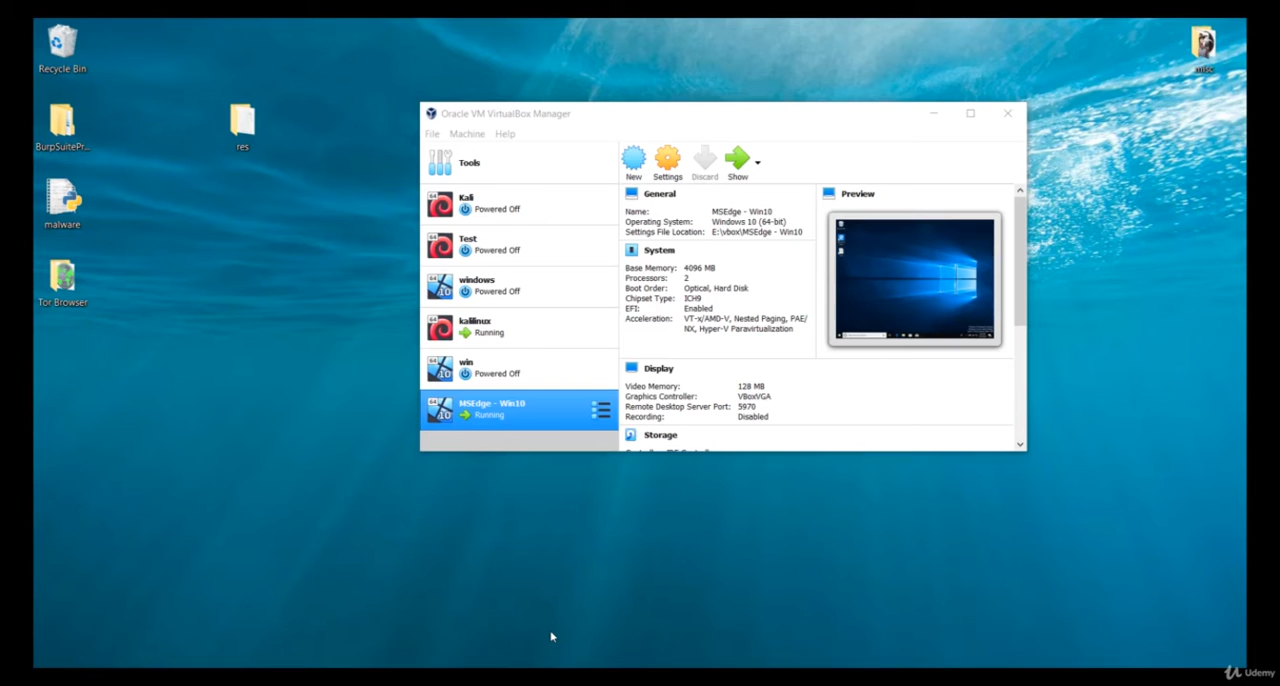 Recycle Bin
misc
BurpSuitePr...
res
malware
Tor Browser
Oracle VM VirtualBox Manager
File Machine Help
Tools
New Settings Discard Show
Kali
Powered Off
Test
Powered Off
windows
Powered Off
kalilinux
Running
win
Powered Off
MSEdge - Win10
Running
General
Name: MSEdge - Win10
Operating System: Windows 10 (64-bit)
Settings File Location: E:\vbox\MSEdge - Win10
System
Base Memory: 4096 MB
Processors: 2
Boot Order: Optical, Hard Disk
Chipset Type: ICH9
EFI: Enabled
Acceleration: VT-x/AMD-V, Nested Paging, PAE/
NX, Hyper-V Paravirtualization
Preview
Display
Video Memory: 128 MB
Graphics Controller: VBoxVGA
Remote Desktop Server Port: 5970
Recording: Disabled
Storage
Udemy